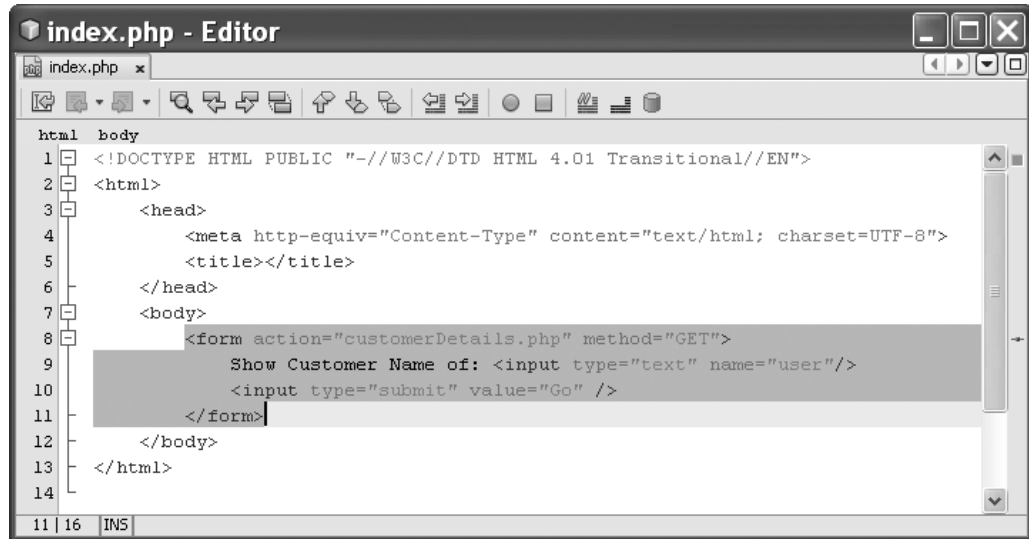 index.php - Editor
index.php x
html body
1 <!DOCTYPE HTML PUBLIC "-//W3C//DTD HTML 4.01 Transitional//EN">
2 <html>
3 <head>
4 <meta http-equiv="Content-Type" content="text/html; charset=UTF-8">
5 <title></title>
6 </head>
7 <body>
8 <form action="customerDetails.php" method="GET">
9 Show Customer Name of: <input type="text" name="user"/>
10 <input type="submit" value="Go" />
11 </form>
12 </body>
13 </html>
14
11 | 16 INS